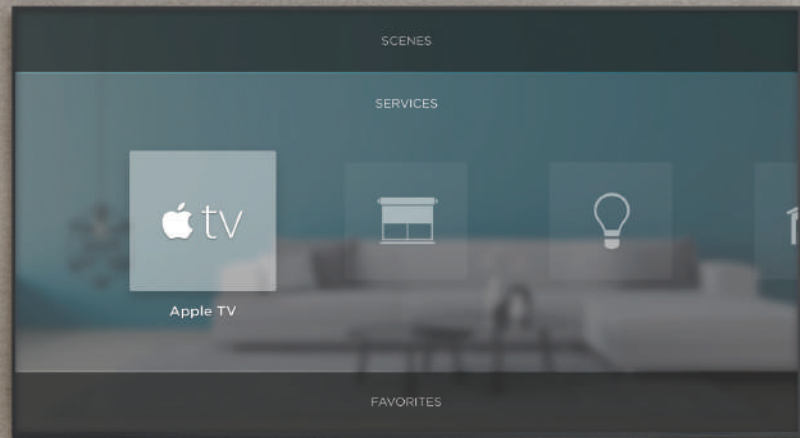 SCENES
SERVICES
tv
Apple TV
FAVORITES